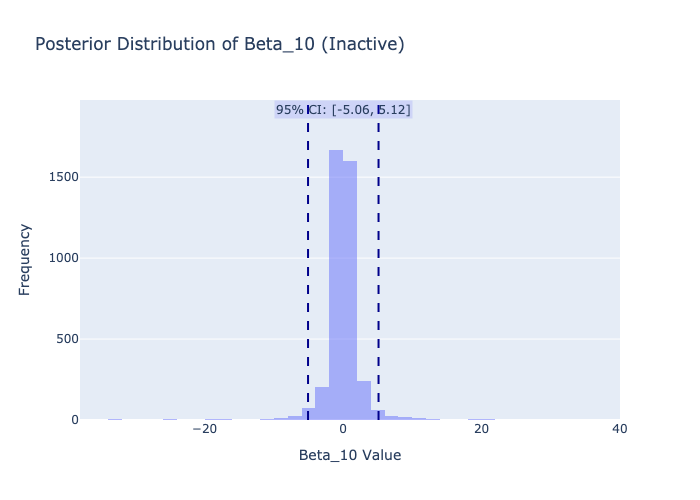 Posterior Distribution of Beta_10 (Inactive)
95% CI: [-5.06, 5.12]
1500
1000
500
0
Frequency
−20
0
20
40
Beta_10 Value